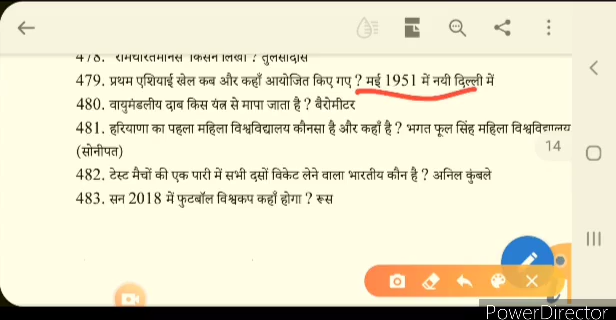 478. रामचरितमानस किसने लिखा ? तुलसीदास
479. प्रथम एशियाई खेल कब और कहाँ आयोजित किए गए ? मई 1951 में नयी दिल्ली में
480. वायुमंडलीय दाब किस यंत्र से मापा जाता है ? बैरोमीटर
481. हरियाणा का पहला महिला विश्वविद्यालय कौनसा है और कहाँ है ? भगत फूल सिंह महिला विश्वविद्यालय
(सोनीपत)
14
482. टेस्ट मैचों की एक पारी में सभी दसों विकेट लेने वाला भारतीय कौन है ? अनिल कुंबले
483. सन 2018 में फुटबॉल विश्वकप कहाँ होगा ? रूस
PowerDirector